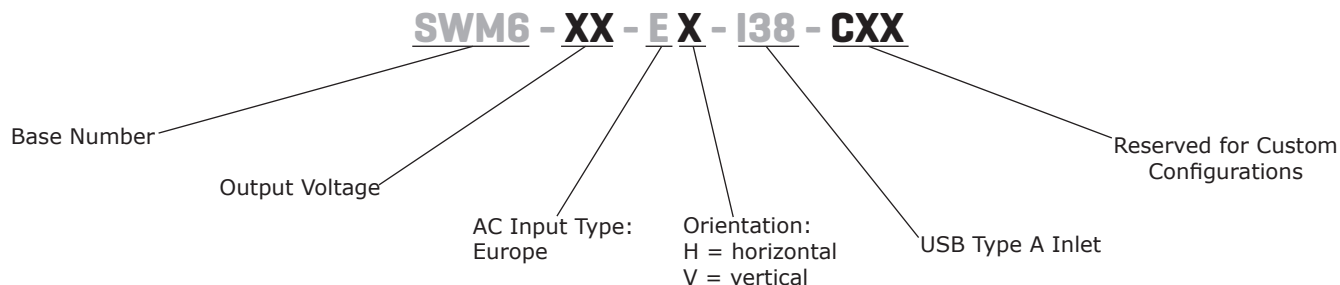 SWM6 - XX - E X - I38 - CXX
Base Number
Output Voltage
AC Input Type:
Europe
Orientation:
H = horizontal
V = vertical
USB Type A Inlet
Reserved for Custom
Configurations